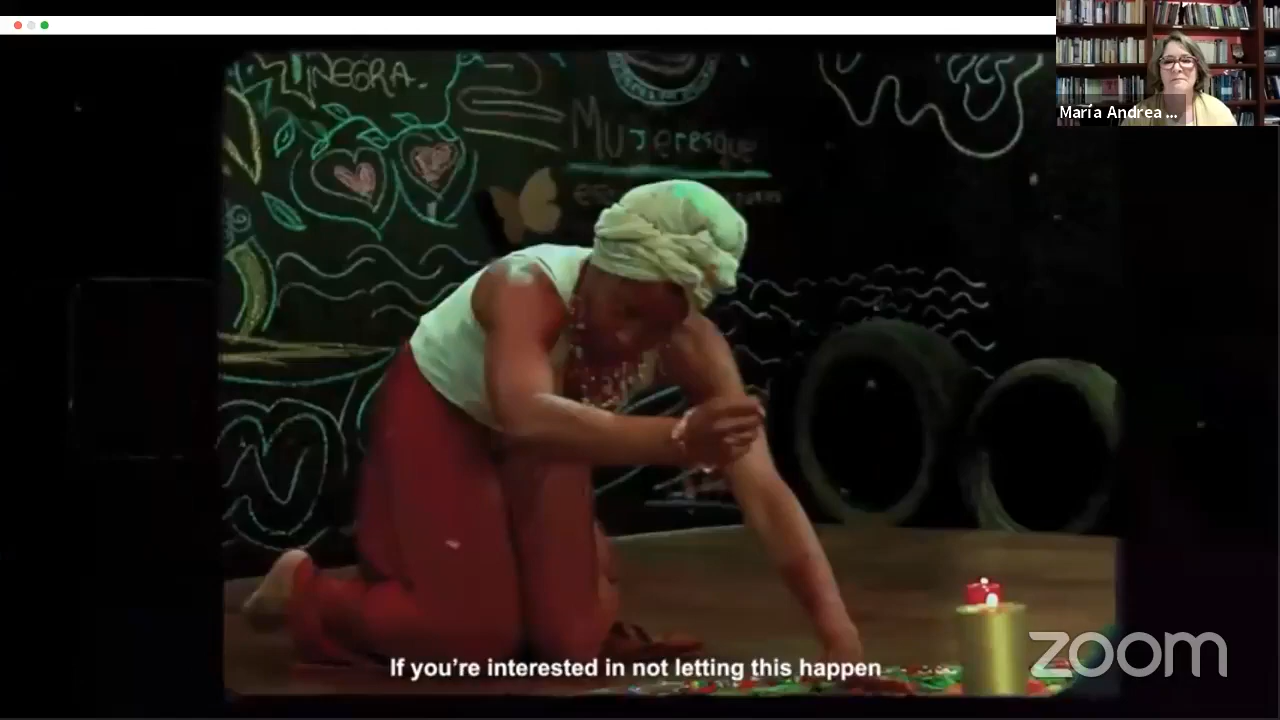 NEGRA.
Mujeresque
María Andrea ...
If you're interested in not letting this happen
zoom